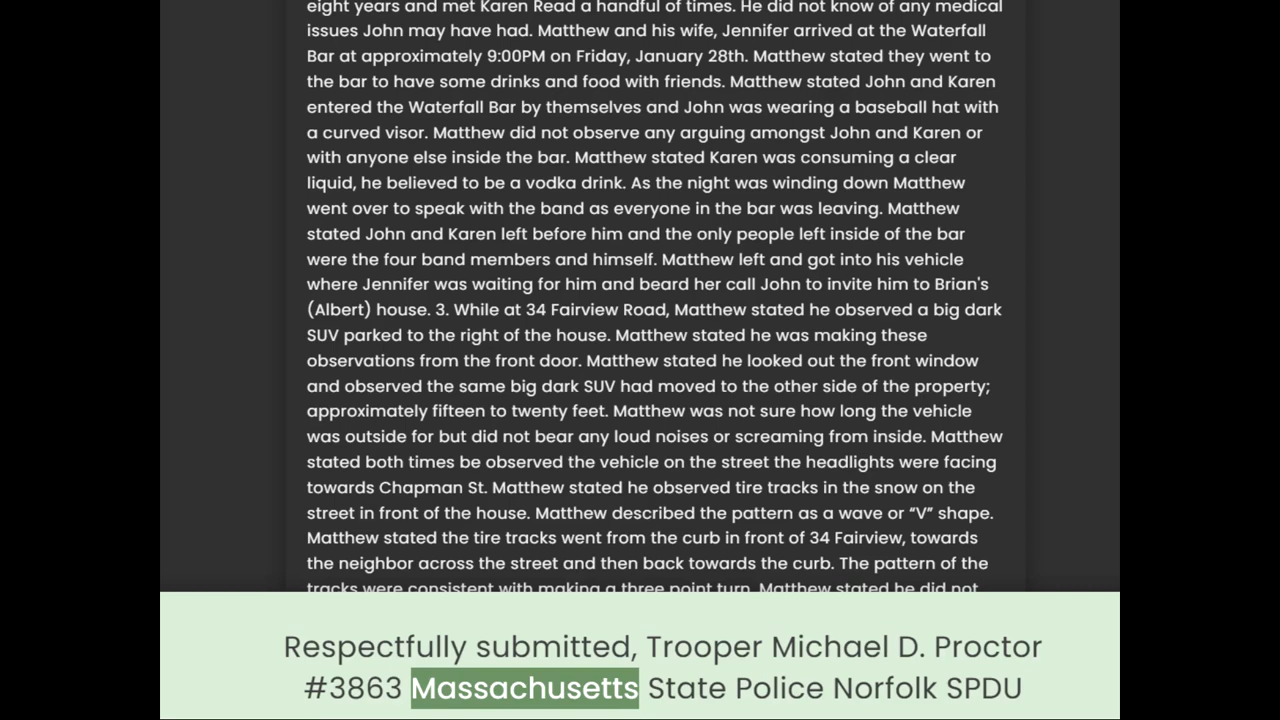 eight years and met Karen Read a handful of times. He did not know of any medical
issues John may have had. Matthew and his wife, Jennifer arrived at the Waterfall
Bar at approximately 9:00PM on Friday, January 28th. Matthew stated they went to
the bar to have some drinks and food with friends. Matthew stated John and Karen
entered the Waterfall Bar by themselves and John was wearing a baseball hat with
a curved visor. Matthew did not observe any arguing amongst John and Karen or
with anyone else inside the bar. Matthew stated Karen was consuming a clear
liquid, he believed to be a vodka drink. As the night was winding down Matthew
went over to speak with the band as everyone in the bar was leaving. Matthew
stated John and Karen left before him and the only people left inside of the bar
were the four band members and himself. Matthew left and got into his vehicle
where Jennifer was waiting for him and beard her call John to invite him to Brian's
(Albert) house. 3. While at 34 Fairview Road, Matthew stated he observed a big dark
SUV parked to the right of the house. Matthew stated he was making these
observations from the front door. Matthew stated he looked out the front window
and observed the same big dark SUV had moved to the other side of the property;
approximately fifteen to twenty feet. Matthew was not sure how long the vehicle
was outside for but did not bear any loud noises or screaming from inside. Matthew
stated both times be observed the vehicle on the street the headlights were facing
towards Chapman St. Matthew stated he observed tire tracks in the snow on the
street in front of the house. Matthew described the pattern as a wave or “V” shape.
Matthew stated the tire tracks went from the curb in front of 34 Fairview, towards
the neighbor across the street and then back towards the curb. The pattern of the
tracks were consistent with making a three point turn. Matthew stated he did not
Respectfully submitted, Trooper Michael D. Proctor
#3863 Massachusetts State Police Norfolk SPDU